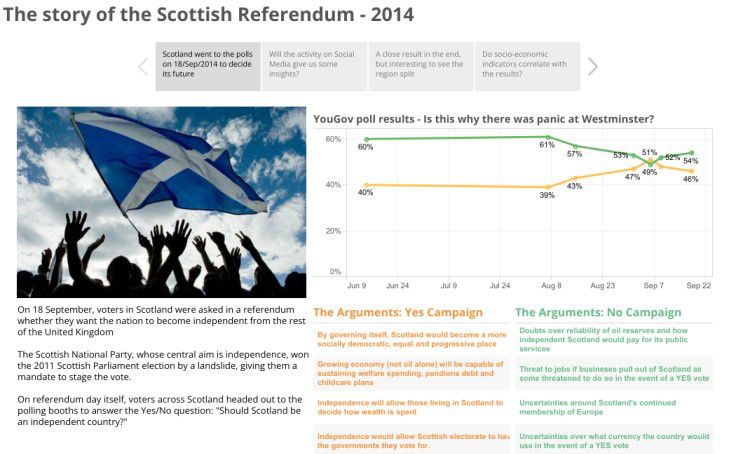 The story of the Scottish Referendum - 2014
Scotland went to the polls
on 18/Sep/2014 to decide
its future
Will the activity on Social
Media give us some
insights?
A close result in the end,
but interesting to see the
region split
Do socio-economic
indicators correlate with
the results?
YouGov poll results - Is this why there was panic at Westminster?
60%
40%
20%
0%
60%
61%
57%
53%
51%
52%
54%
40%
39%
43%
47%
49%
46%
Jun 9
Jun 24
Jul 9
Jul 24
Aug 8
Aug 23
Sep 7
Sep 22
On 18 September, voters in Scotland were asked in a referendum
whether they want the nation to become independent from the rest
of the United Kingdom
The Scottish National Party, whose central aim is independence, won
the 2011 Scottish Parliament election by a landslide, giving them a
mandate to stage the vote.
On referendum day itself, voters across Scotland headed out to the
polling booths to answer the Yes/No question: "Should Scotland be
an independent country?"
The Arguments: Yes Campaign
By governing itself, Scotland would become a more
socially democratic, equal and progressive place
Growing economy (not oil alone) will be capable of
sustaining welfare spending, pendions debt and
childcare plans
Independence will allow those living in Scotland to
decide how wealth is spent
Independence would allow Scottish electorate to hav
the governments they vote for.
The Arguments: No Campaign
Doubts over reliability of oil reserves and how
independent Scotland would pay for its public
services
Threat to jobs if businesses pull out of Scotland as
some threatened to do so in the event of a YES vote
Uncertainties around Scotland's continued
membership of Europe
Uncertainties over what currency the country would
use in the event of a YES vote